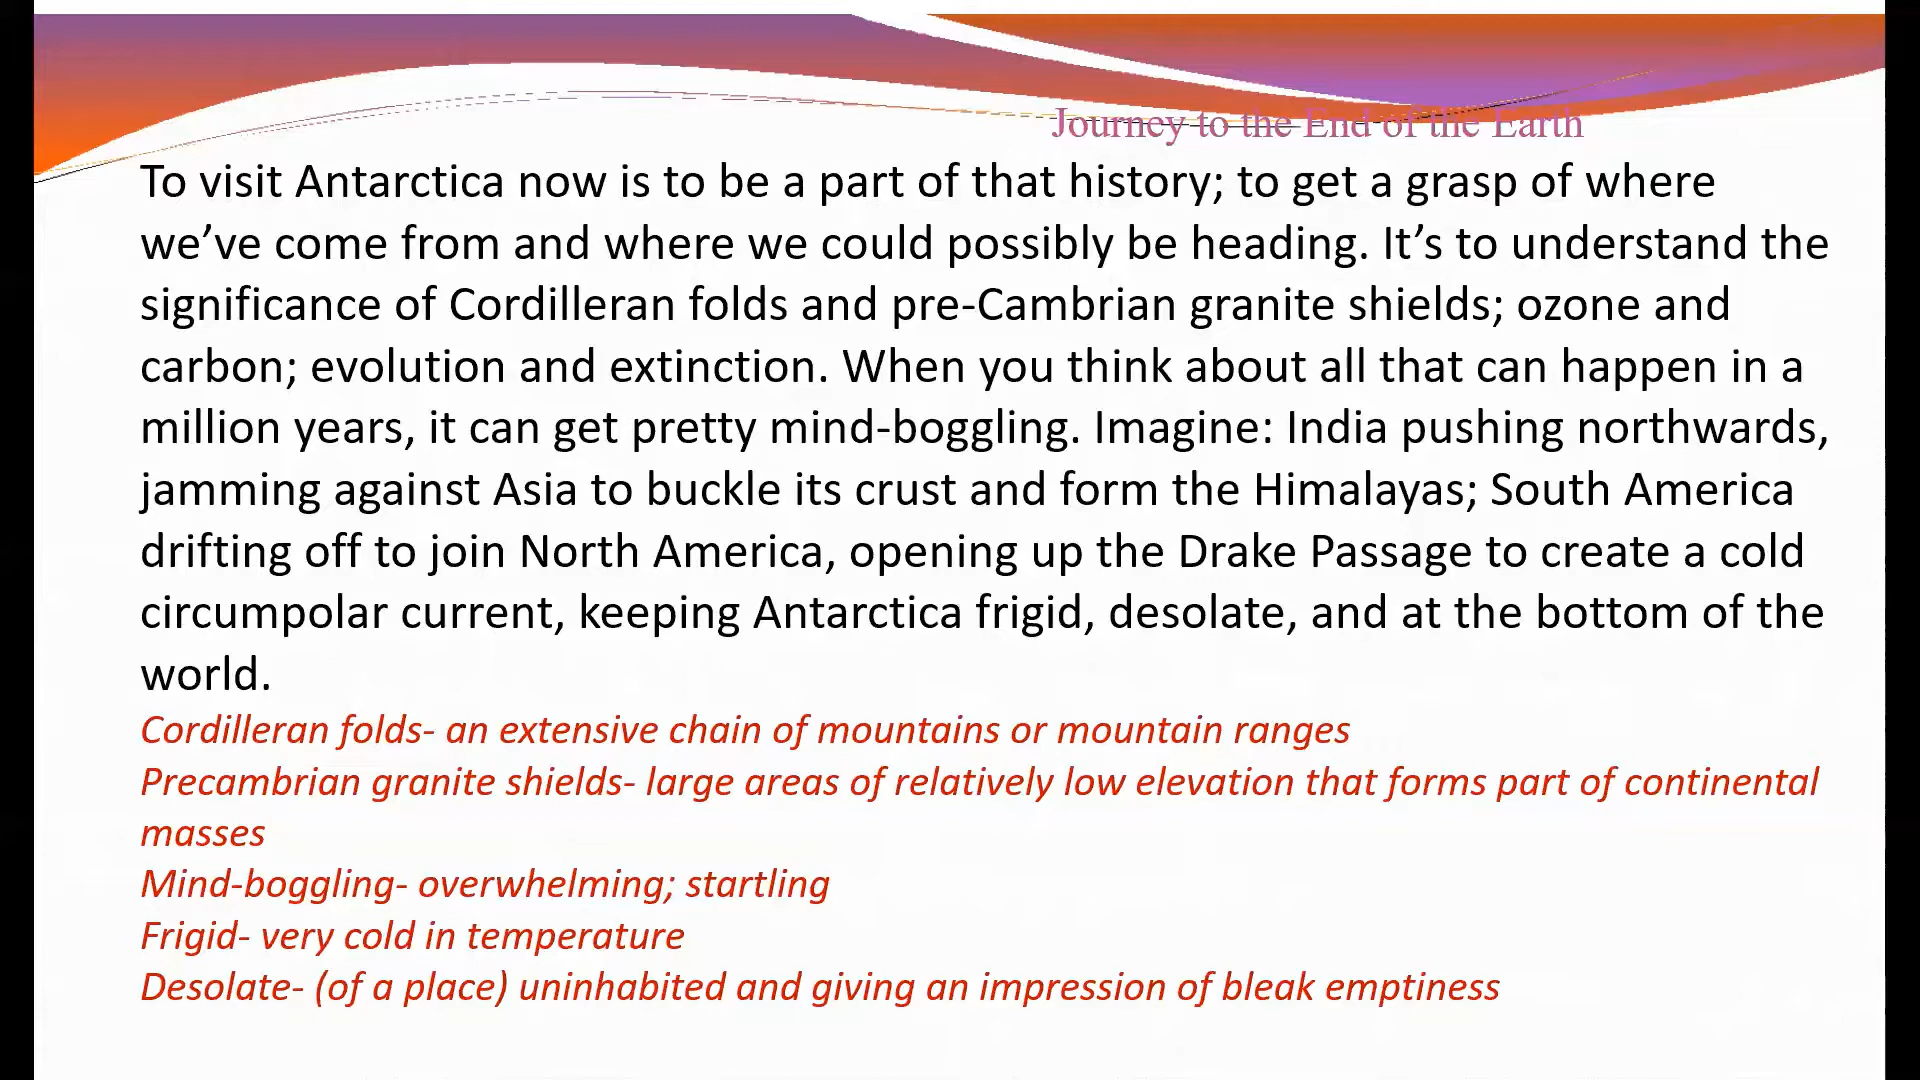 Journey to the End of the Earth
To visit Antarctica now is to be a part of that history; to get a grasp of where
we’ve come from and where we could possibly be heading. It’s to understand the
significance of Cordilleran folds and pre-Cambrian granite shields; ozone and
carbon; evolution and extinction. When you think about all that can happen in a
million years, it can get pretty mind-boggling. Imagine: India pushing northwards,
jamming against Asia to buckle its crust and form the Himalayas; South America
drifting off to join North America, opening up the Drake Passage to create a cold
circumpolar current, keeping Antarctica frigid, desolate, and at the bottom of the
world.
Cordilleran folds- an extensive chain of mountains or mountain ranges
Precambrian granite shields- large areas of relatively low elevation that forms part of continental
masses
Mind-boggling- overwhelming; startling
Frigid- very cold in temperature
Desolate- (of a place) uninhabited and giving an impression of bleak emptiness